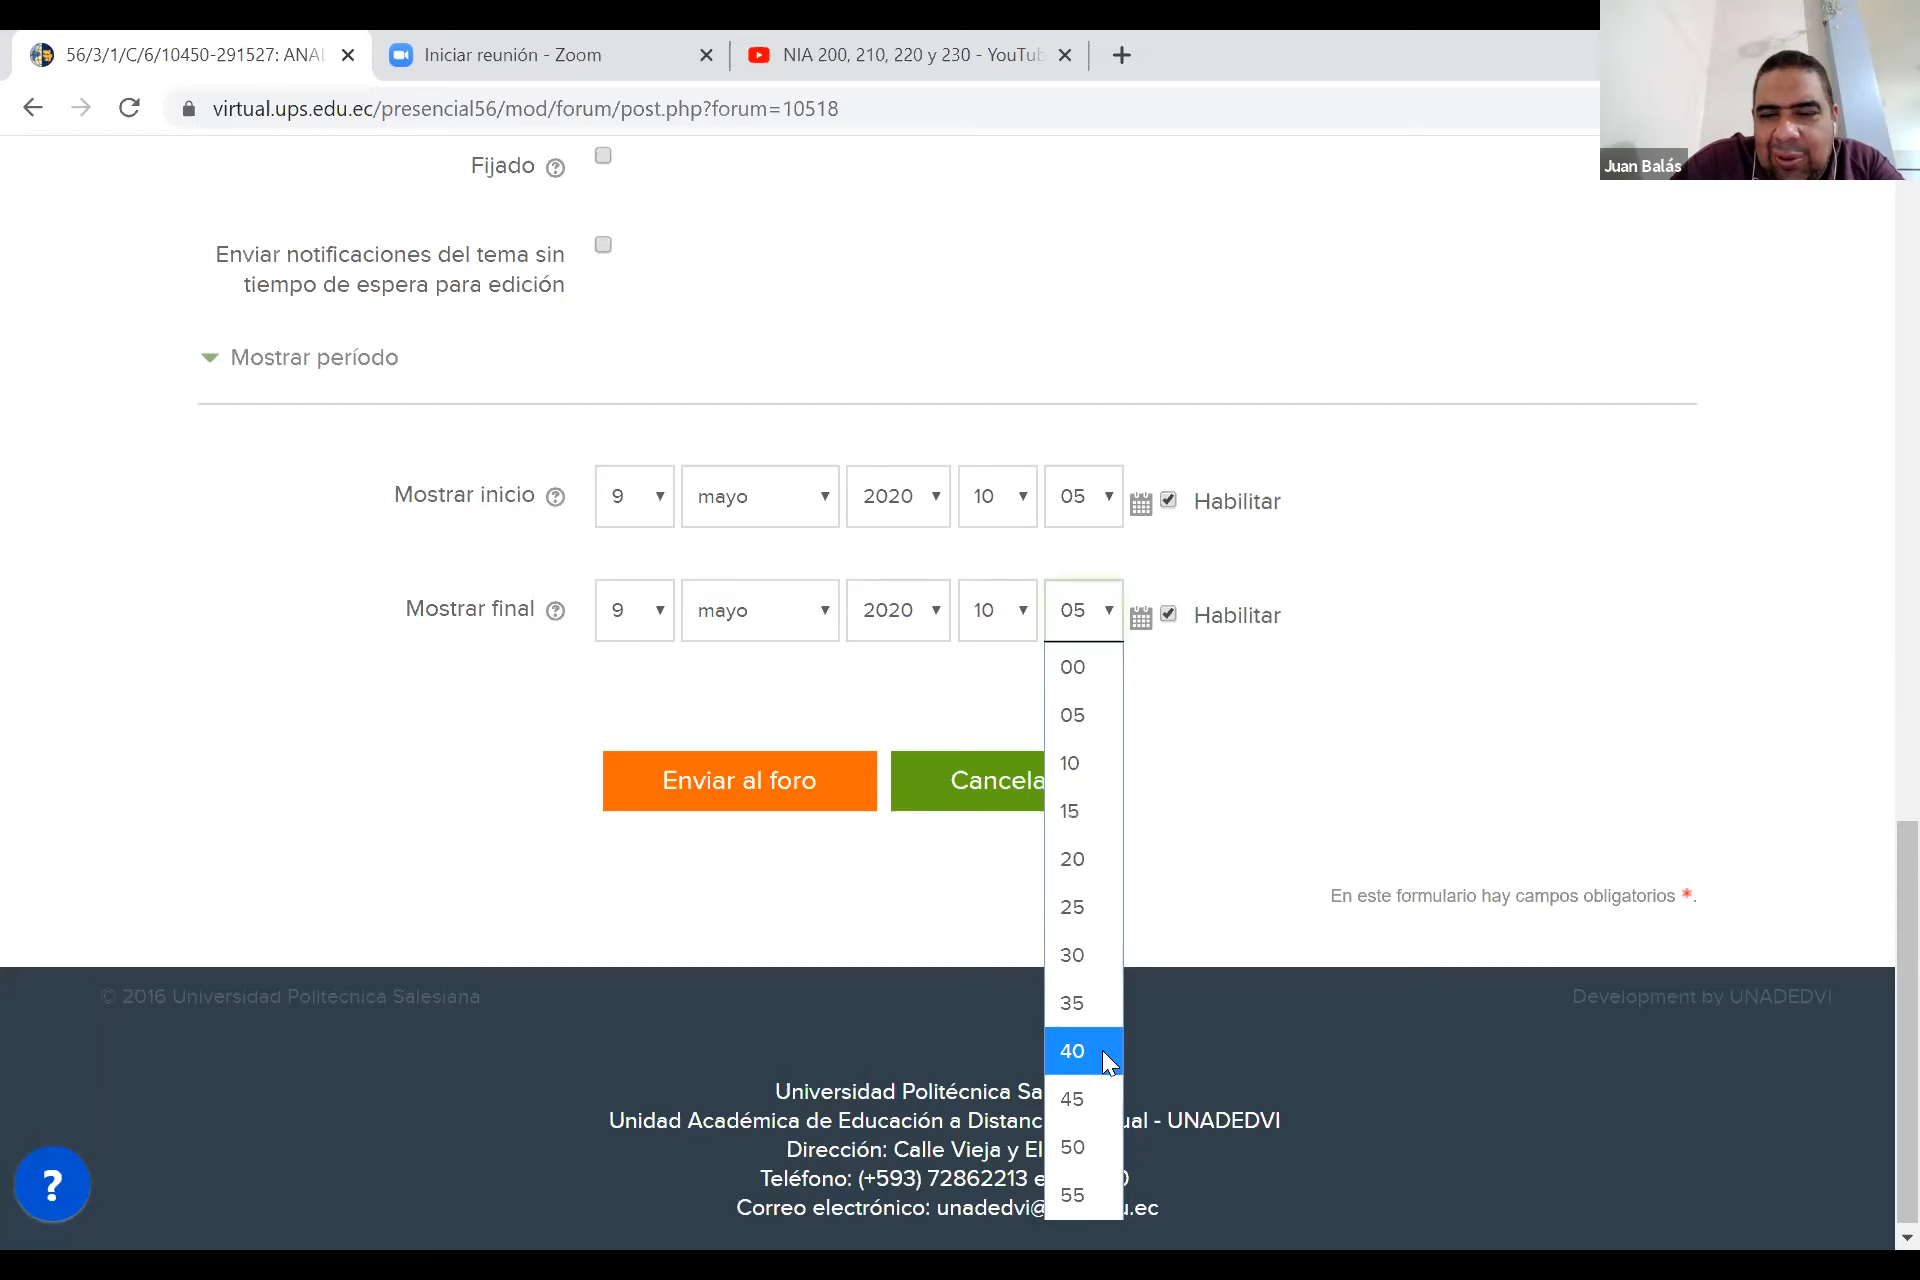 56/3/1/C/6/10450-291527: ANAL
Iniciar reunión - Zoom
NIA 200, 210, 220 y 230 - YouTub
virtual.ups.edu.ec/presencial56/mod/forum/post.php?forum=10518
Juan Balás
Fijado
Enviar notificaciones del tema sin
tiempo de espera para edición
Mostrar período
Mostrar inicio 9 mayo 2020 10 05 Habilitar
Mostrar final 9 mayo 2020 10 05 Habilitar
00
05
10
15
20
25
30
35
40
45
50
55
Enviar al foro
Cancela
En este formulario hay campos obligatorios *.
© 2016 Universidad Politécnica Salesiana
Development by UNADEDVI
Universidad Politécnica Sa
Unidad Académica de Educación a Distanc ual - UNADEDVI
Dirección: Calle Vieja y El
Teléfono: (+593) 72862213 e
Correo electrónico: unadedvi@ u.ec
?